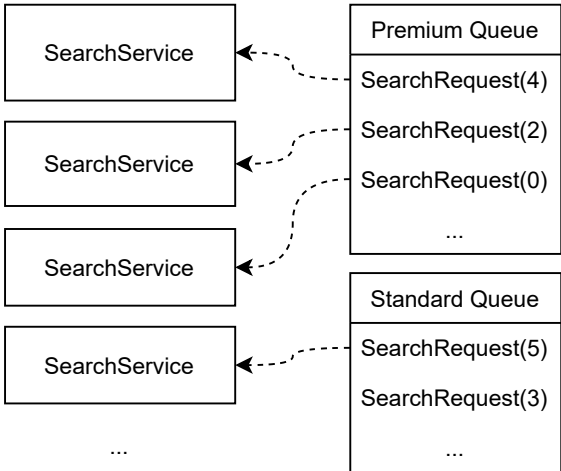 SearchService
SearchService
SearchService
SearchService
...
Premium Queue
SearchRequest(4)
SearchRequest(2)
SearchRequest(0)
...
Standard Queue
SearchRequest(5)
SearchRequest(3)
...